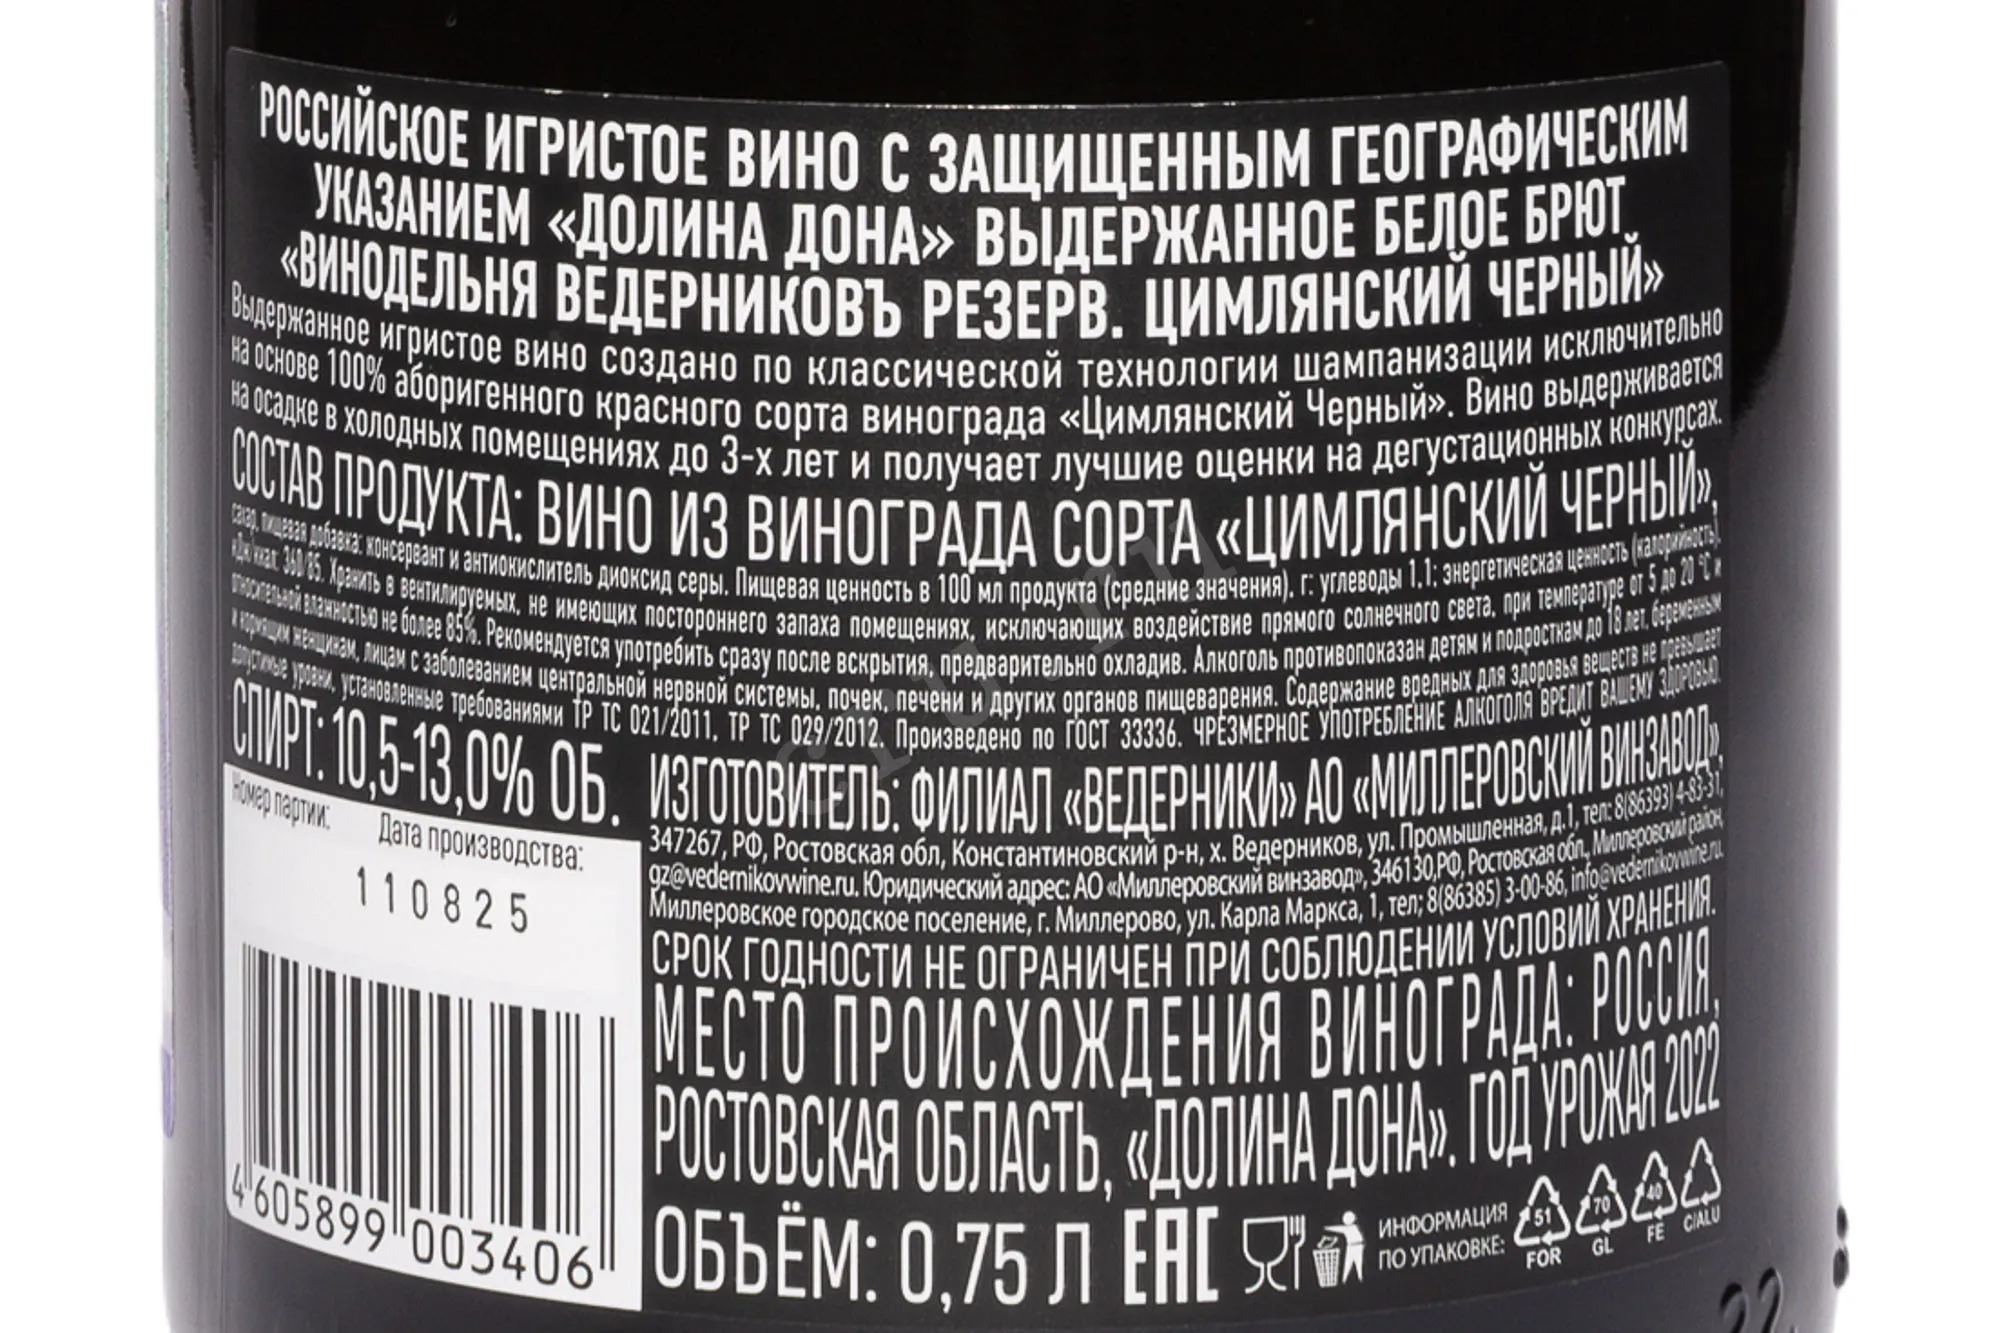 РОССИЙСКОЕ ИГРИСТОЕ ВИНО С ЗАЩИЩЕННЫМ ГЕОГРАФИЧЕСКИМ
УКАЗАНИЕМ «ДОЛИНА ДОНА» ВЫДЕРЖАННОЕ БЕЛОЕ БРЮТ
«ВИНОДЕЛЬНЯ ВЕДЕРНИКОВЪ РЕЗЕРВ. ЦИМЛЯНСКИЙ ЧЕРНЫЙ»
Выдержанное игристое вино создано по классической технологии шампанизации исключительно
на основе 100% аборигенного красного сорта винограда «Цимлянский Черный». Вино выдерживается
на осадке в холодных помещениях до 3-х лет и получает лучшие оценки на дегустационных конкурсах.
СОСТАВ ПРОДУКТА: ВИНО ИЗ ВИНОГРАДА СОРТА «ЦИМЛЯНСКИЙ ЧЕРНЫЙ»,
сахар, пищевая добавка: консервант и антиокислитель диоксид серы. Пищевая ценность в 100 мл продукта (средние значения), г: углеводы 1,1; энергетическая ценность (калорийность),
кДж/ккал: 360/85. Хранить в вентилируемых, не имеющих постороннего запаха помещениях, исключающих воздействие прямого солнечного света, при температуре от 5 до 20 °С и
относительной влажностью не более 85%. Рекомендуется употребить сразу после вскрытия, предварительно охладив. Алкоголь противопоказан детям и подросткам до 18 лет, беременным
и кормящим женщинам, лицам с заболеванием центральной нервной системы, почек, печени и других органов пищеварения. Содержание вредных для здоровья веществ не превышает
допустимые уровни, установленные требованиями ТР ТС 021/2011, ТР ТС 029/2012. Произведено по ГОСТ 33336. ЧРЕЗМЕРНОЕ УПОТРЕБЛЕНИЕ АЛКОГОЛЯ ВРЕДИТ ВАШЕМУ ЗДОРОВЬЮ.
СПИРТ: 10,5-13,0% ОБ.
Номер партии:
Дата производства:
110825
4 605899 003406
ИЗГОТОВИТЕЛЬ: ФИЛИАЛ «ВЕДЕРНИКИ» АО «МИЛЛЕРОВСКИЙ ВИНЗАВОД»,
347267, РФ, Ростовская обл, Константиновский р-н, х. Ведерников, ул. Промышленная, д.1, тел: 8(86393) 4-83-31,
gz@vedernikovwine.ru. Юридический адрес: АО «Миллеровский винзавод», 346130,РФ, Ростовская обл., Миллеровский район,
Миллеровское городское поселение, г. Миллерово, ул. Карла Маркса, 1, тел; 8(86385) 3-00-86, info@vedernikovwine.ru.
СРОК ГОДНОСТИ НЕ ОГРАНИЧЕН ПРИ СОБЛЮДЕНИИ УСЛОВИЙ ХРАНЕНИЯ.
МЕСТО ПРОИСХОЖДЕНИЯ ВИНОГРАДА: РОССИЯ,
РОСТОВСКАЯ ОБЛАСТЬ, «ДОЛИНА ДОНА». ГОД УРОЖАЯ 2022
ОБЪЁМ: 0,75 Л EAC
ИНФОРМАЦИЯ
ПО УПАКОВКЕ:
51 FOR
70 GL
40 FE
C/ALU
cru.ru